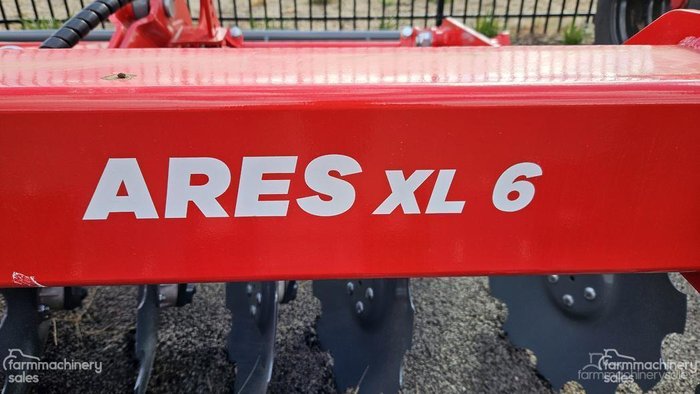 ARES XL 6
farmmachinery
sales
farmmachinery
sales